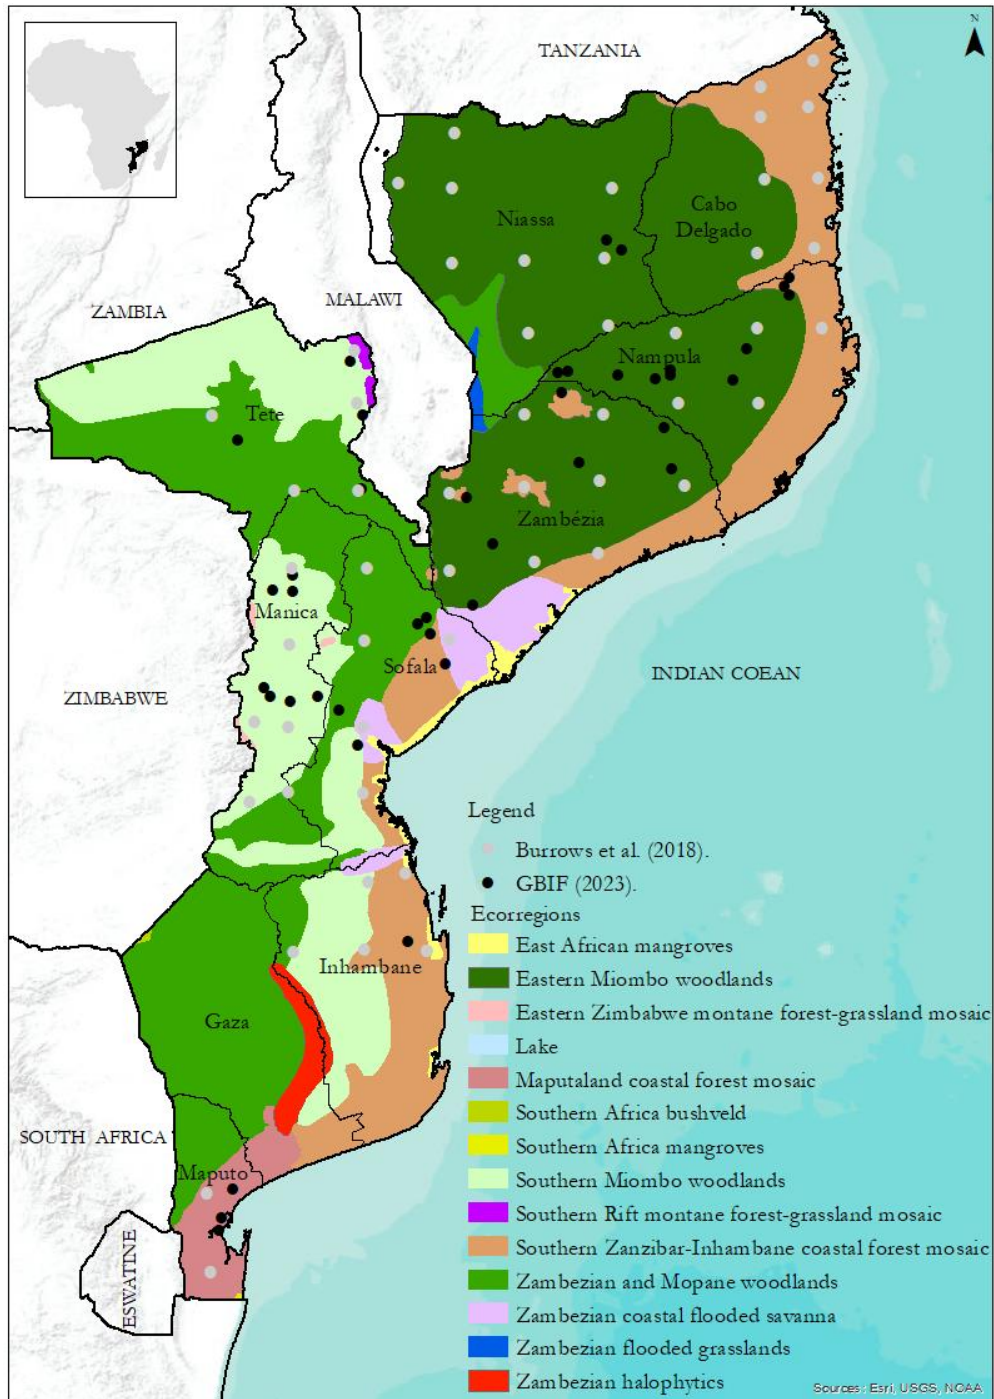 N
TANZANIA
Cabo
Delgado
Niassa
MALAWI
ZAMBIA
Nampula
Tete
Zambézia
Manica
Sofala
INDIAN COEAN
ZIMBABWE
Legend
Burrows et al. (2018).
GBIF (2023).
Ecorregions
East African mangroves
Inhambane
Eastern Miombo woodlands
Eastern Zimbabwe montane forest-grassland mosaic
Gaza
Lake
Maputaland coastal forest mosaic
Southern Africa bushveld
SOUTH AFRICA
Southern Africa mangroves
Maputo
Southern Miombo woodlands
Southern Rift montane forest-grassland mosaic
Southern Zanzibar-Inhambane coastal forest mosaic
ESWATINE
Zambezian and Mopane woodlands
Zambezian coastal flooded savanna
Zambezian flooded grasslands
Zambezian halophytics
Sources: Esri, USGS, NOAA